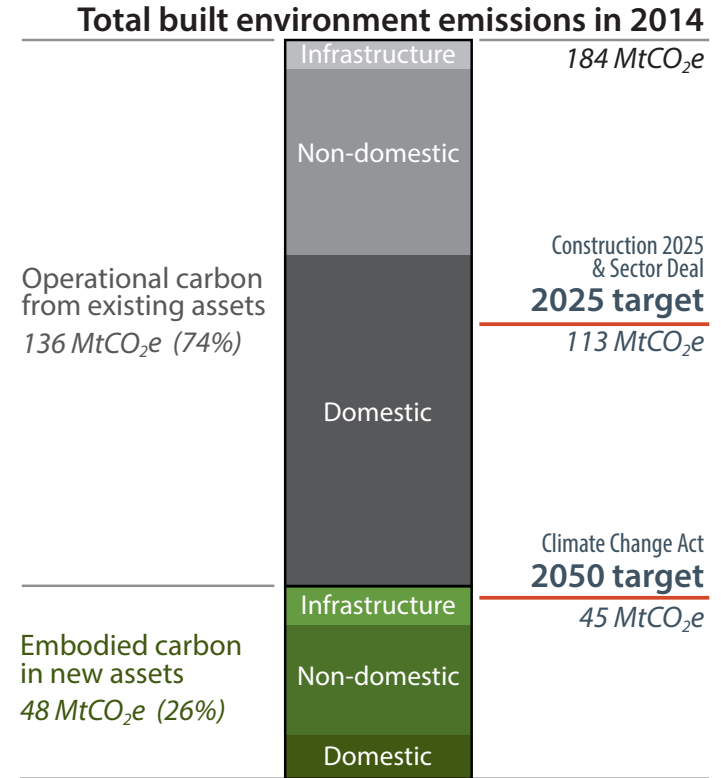 Total built environment emissions in 2014
Infrastructure
184 MtCO₂e
Non-domestic
Construction 2025
& Sector Deal
2025 target
113 MtCO₂e
Operational carbon
from existing assets
136 MtCO₂e (74%)
Domestic
Climate Change Act
2050 target
45 MtCO₂e
Infrastructure
Embodied carbon
in new assets
48 MtCO₂e (26%)
Non-domestic
Domestic